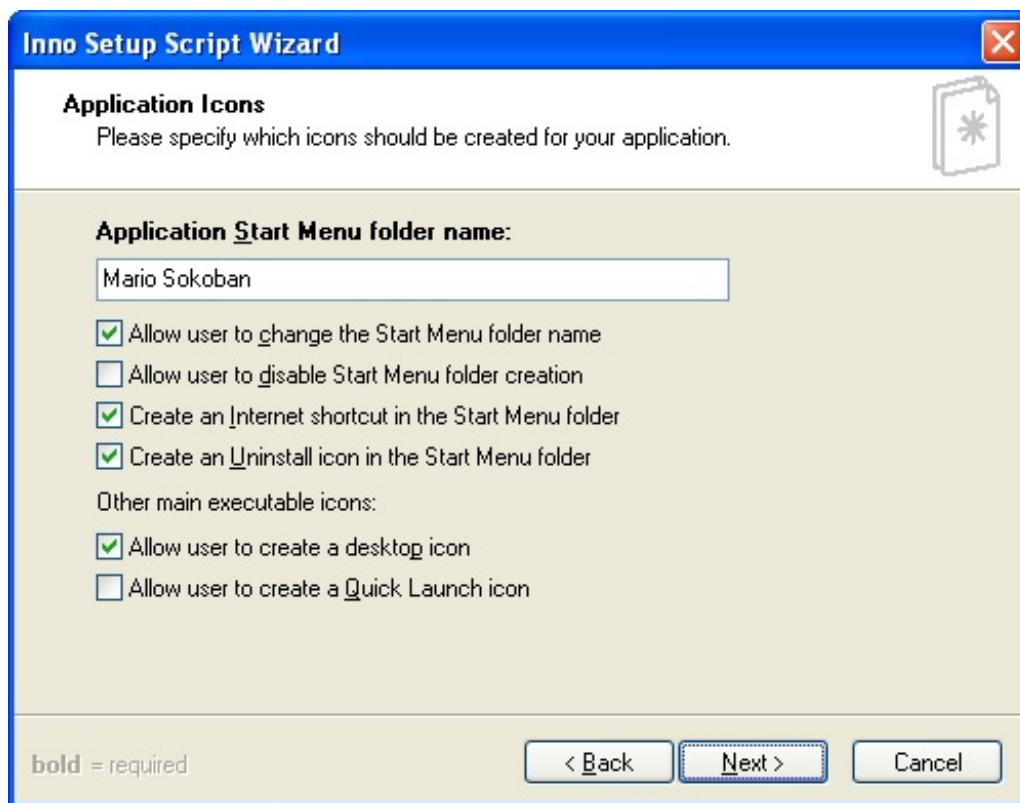 Inno Setup Script Wizard
Application Icons
Please specify which icons should be created for your application.
Application Start Menu folder name:
Mario Sokoban
Allow user to change the Start Menu folder name
Allow user to disable Start Menu folder creation
Create an Internet shortcut in the Start Menu folder
Create an Uninstall icon in the Start Menu folder
Other main executable icons:
Allow user to create a desktop icon
Allow user to create a Quick Launch icon
bold = required
< Back
Next >
Cancel